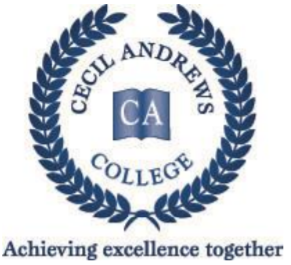 CECIL ANDREWS
CA
COLLEGE
Achieving excellence together